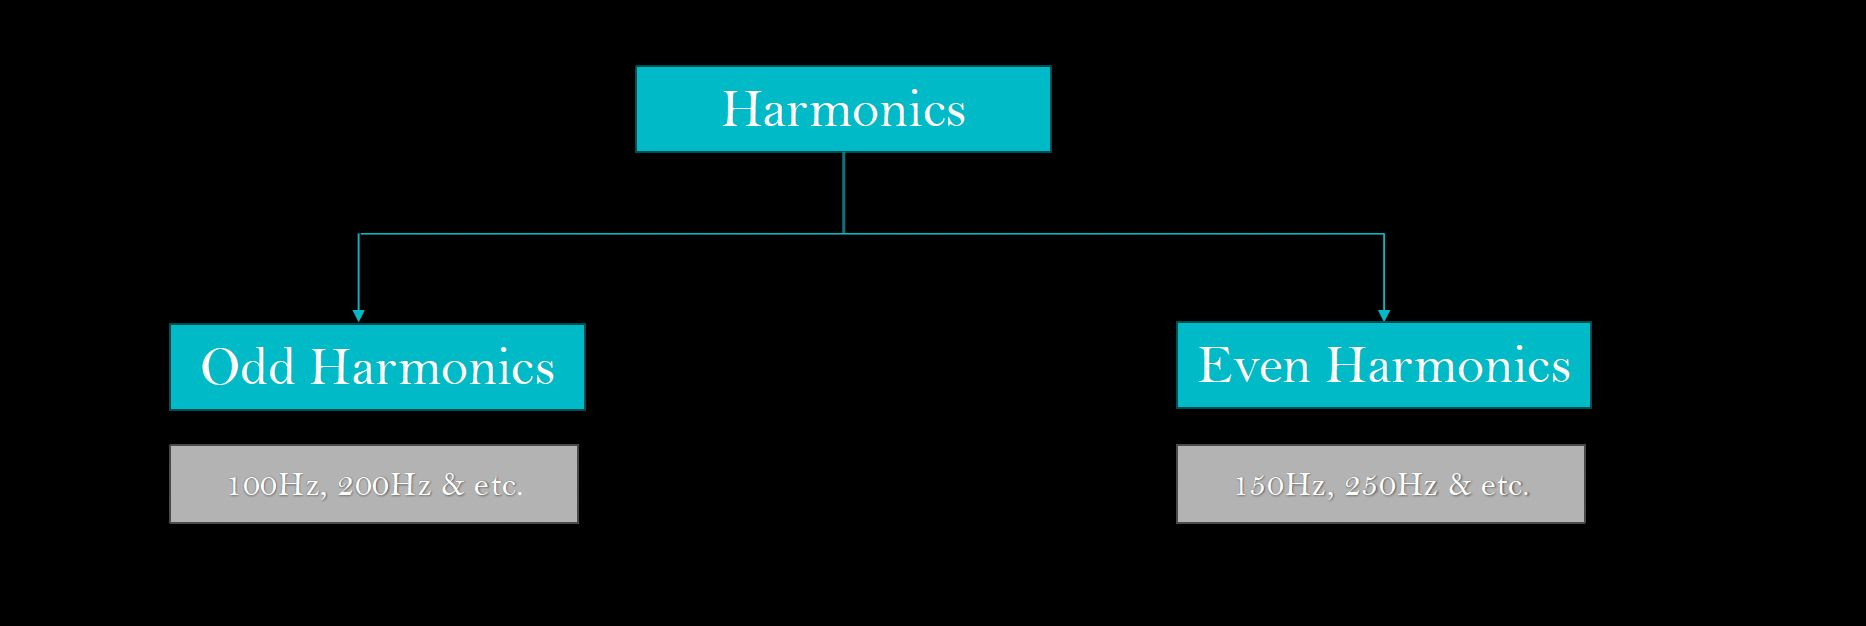 Harmonics
Odd Harmonics
Even Harmonics
100Hz, 200Hz & etc.
150Hz, 250Hz & etc.